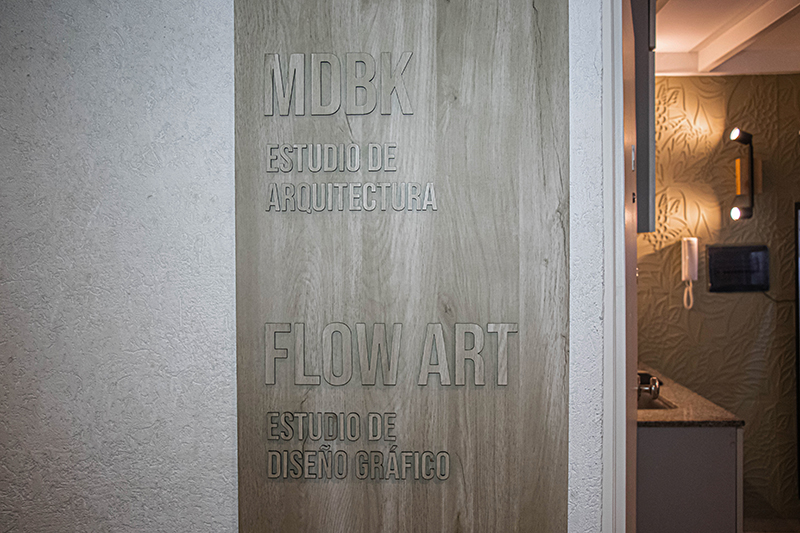 MDBK
ESTUDIO DE
ARQUITECTURA
FLOW ART
ESTUDIO DE
DISEÑO GRÁFICO